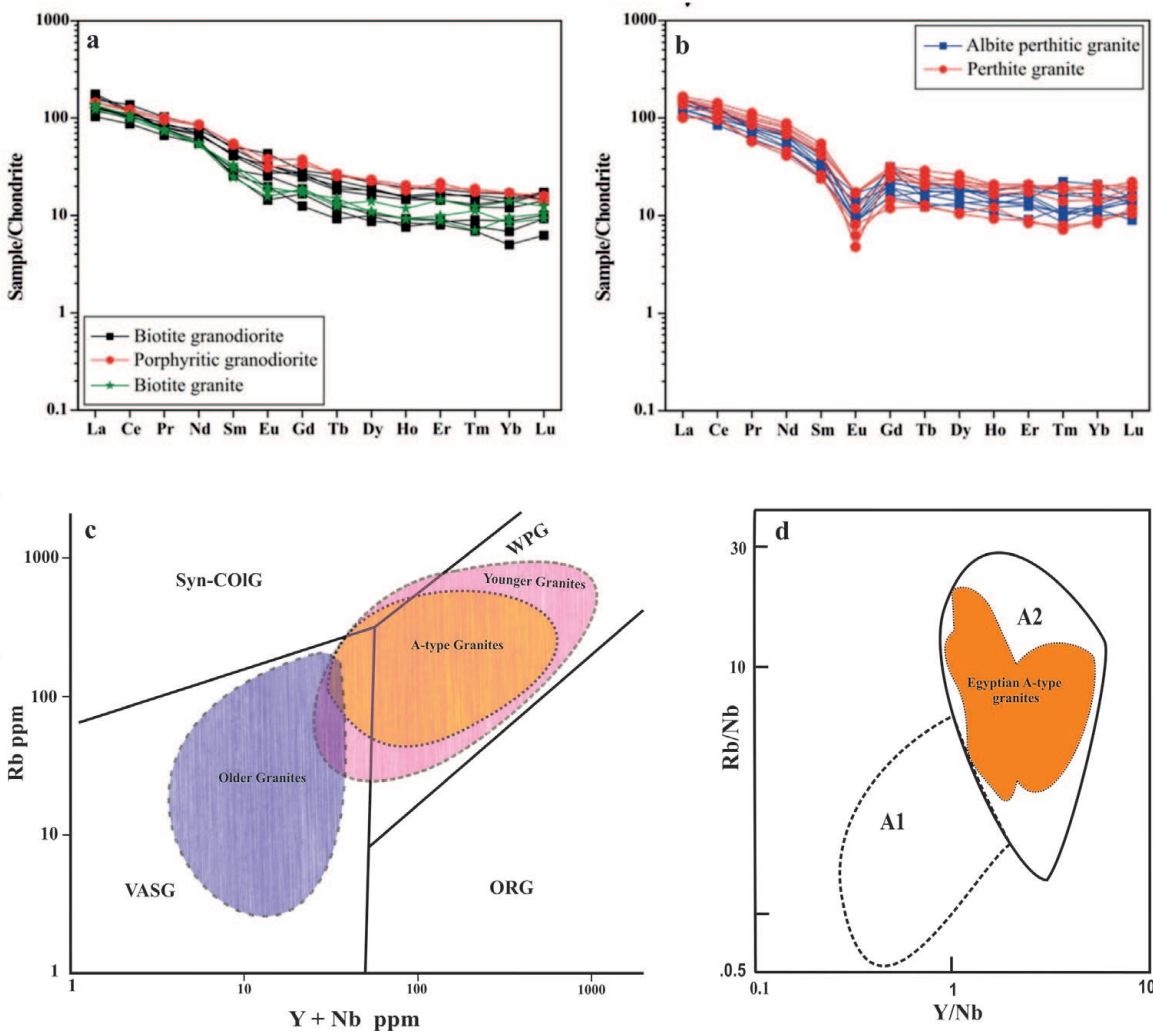 a
1000
100
10
1
0.1
Sample/Chondrite
Biotite granodiorite
Porphyritic granodiorite
Biotite granite
La Ce Pr Nd Sm Eu Gd Tb Dy Ho Er Tm Yb Lu
b
1000
100
10
1
0.1
Sample/Chondrite
Albite perthitic granite
Perthite granite
La Ce Pr Nd Sm Eu Gd Tb Dy Ho Er Tm Yb Lu
c
1000
100
10
1
Rb ppm
Syn-COlG
WPG
Younger Granites
A-type Granites
Older Granites
VASG
ORG
1 10 100 1000
Y + Nb ppm
d
30
10
.05
Rb/Nb
A2
Egyptian A-type
granites
A1
0.1 1 10
Y/Nb